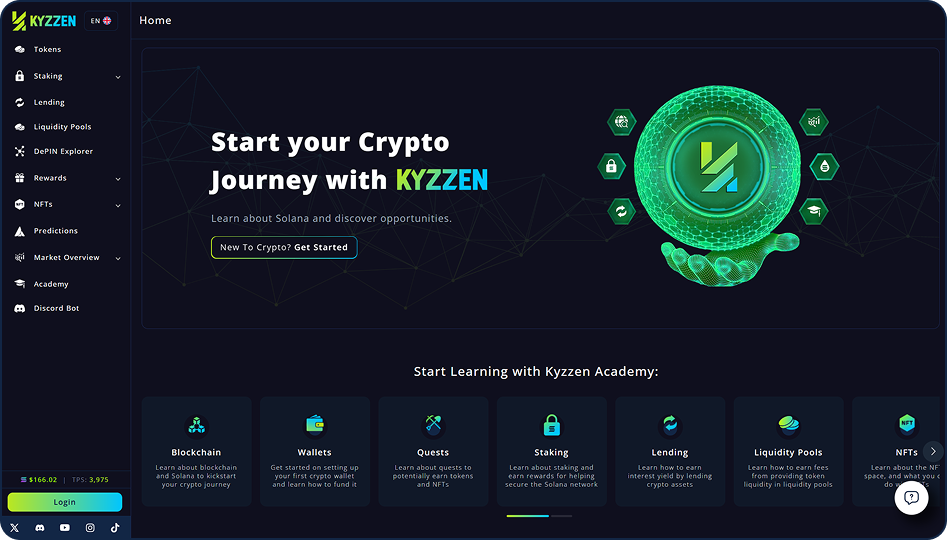 KYZZEN
EN
Home
Tokens
Staking
Lending
Liquidity Pools
DePIN Explorer
Rewards
NFTs
Predictions
Market Overview
Academy
Discord Bot
$166.02 | TPS: 3,975
Login
Start your Crypto
Journey with KYZZEN
Learn about Solana and discover opportunities.
New To Crypto? Get Started
Start Learning with Kyzzen Academy:
Blockchain
Learn about blockchain
and Solana to kickstart
your crypto journey
Wallets
Get started on setting up
your first crypto wallet
and learn how to fund it
Quests
Learn about quests to
potentially earn tokens
and NFTs
Staking
Learn about staking and
earn rewards for helping
secure the Solana network
Lending
Learn how to earn
interest yield by lending
crypto assets
Liquidity Pools
Learn how to earn fees
from providing token
liquidity in liquidity pools
NFT
NFTs
Learn about the NF
space, and what you c
do w